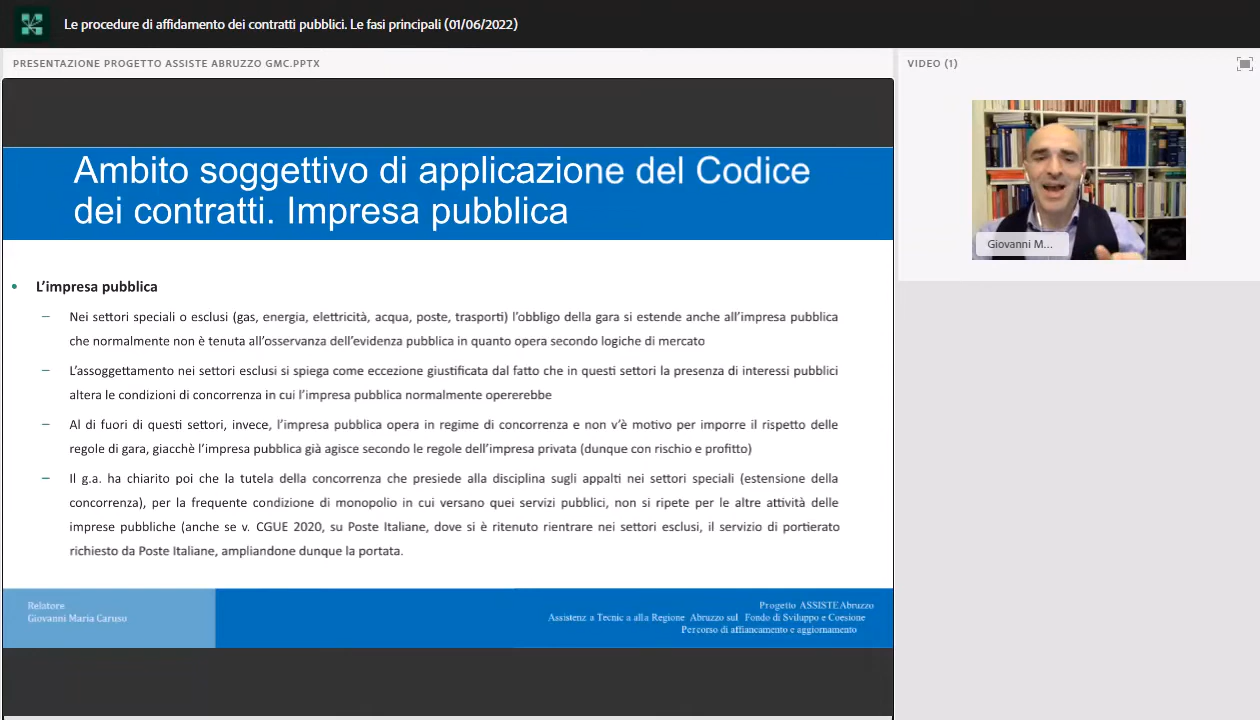 Le procedure di affidamento dei contratti pubblici. Le fasi principali (01/06/2022)
PRESENTAZIONE PROGETTO ASSISTE ABRUZZO GMC.PPTX
VIDEO (1)
Ambito soggettivo di applicazione del Codice
dei contratti. Impresa pubblica
Giovanni M...
• L'impresa pubblica
– Nei settori speciali o esclusi (gas, energia, elettricità, acqua, poste, trasporti) l'obbligo della gara si estende anche all'impresa pubblica
che normalmente non è tenuta all'osservanza dell'evidenza pubblica in quanto opera secondo logiche di mercato
– L'assoggettamento nei settori esclusi si spiega come eccezione giustificata dal fatto che in questi settori la presenza di interessi pubblici
altera le condizioni di concorrenza in cui l'impresa pubblica normalmente opererebbe
– Al di fuori di questi settori, invece, l'impresa pubblica opera in regime di concorrenza e non v'è motivo per imporre il rispetto delle
regole di gara, giacchè l'impresa pubblica già agisce secondo le regole dell'impresa privata (dunque con rischio e profitto)
– Il g.a. ha chiarito poi che la tutela della concorrenza che presiede alla disciplina sugli appalti nei settori speciali (estensione della
concorrenza), per la frequente condizione di monopolio in cui versano quei servizi pubblici, non si ripete per le altre attività delle
imprese pubbliche (anche se v. CGUE 2020, su Poste Italiane, dove si è ritenuto rientrare nei settori esclusi, il servizio di portierato
richiesto da Poste Italiane, ampliandone dunque la portata.
Relatore
Giovanni Maria Caruso
Progetto ASSISTE Abruzzo
Assistenz a Tecnic a alla Regione Abruzzo sul Fondo di Sviluppo e Coesione
Percorso di affiancamento e aggiornamento